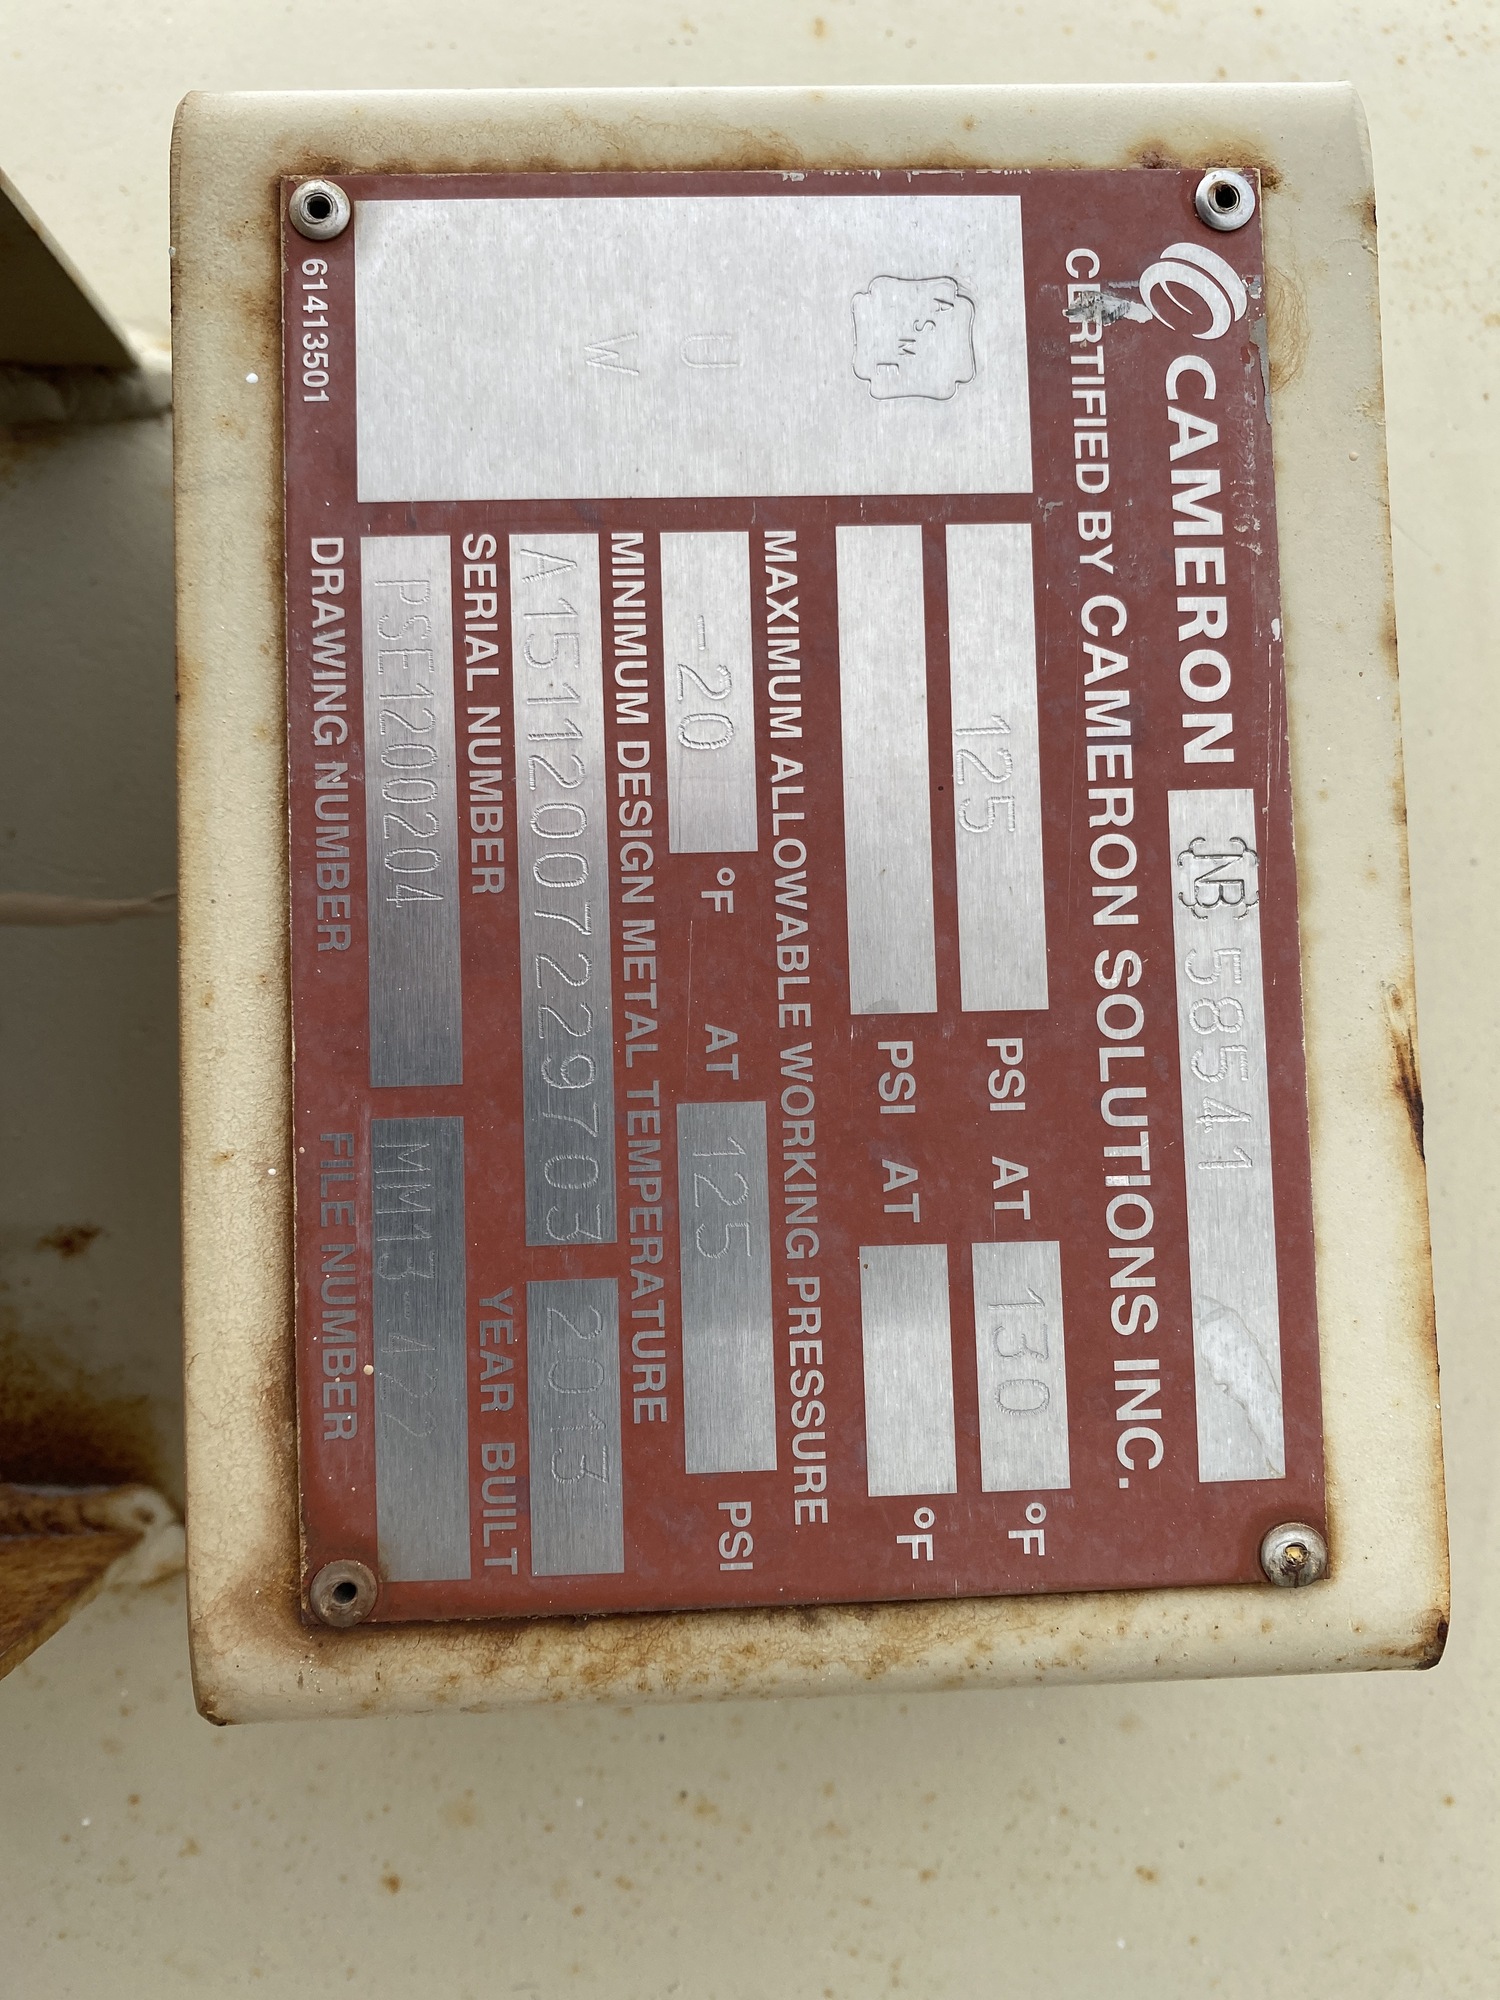 CAMERON NB 58541
CERTIFIED BY CAMERON SOLUTIONS INC.
ASME
U
W
125 PSI AT 130 °F
PSI AT °F
MAXIMUM ALLOWABLE WORKING PRESSURE
-20 °F AT 125 PSI
MINIMUM DESIGN METAL TEMPERATURE
A151120072229703 2013
SERIAL NUMBER YEAR BUILT
PSE1200204 MM13-422
DRAWING NUMBER FILE NUMBER
61413501